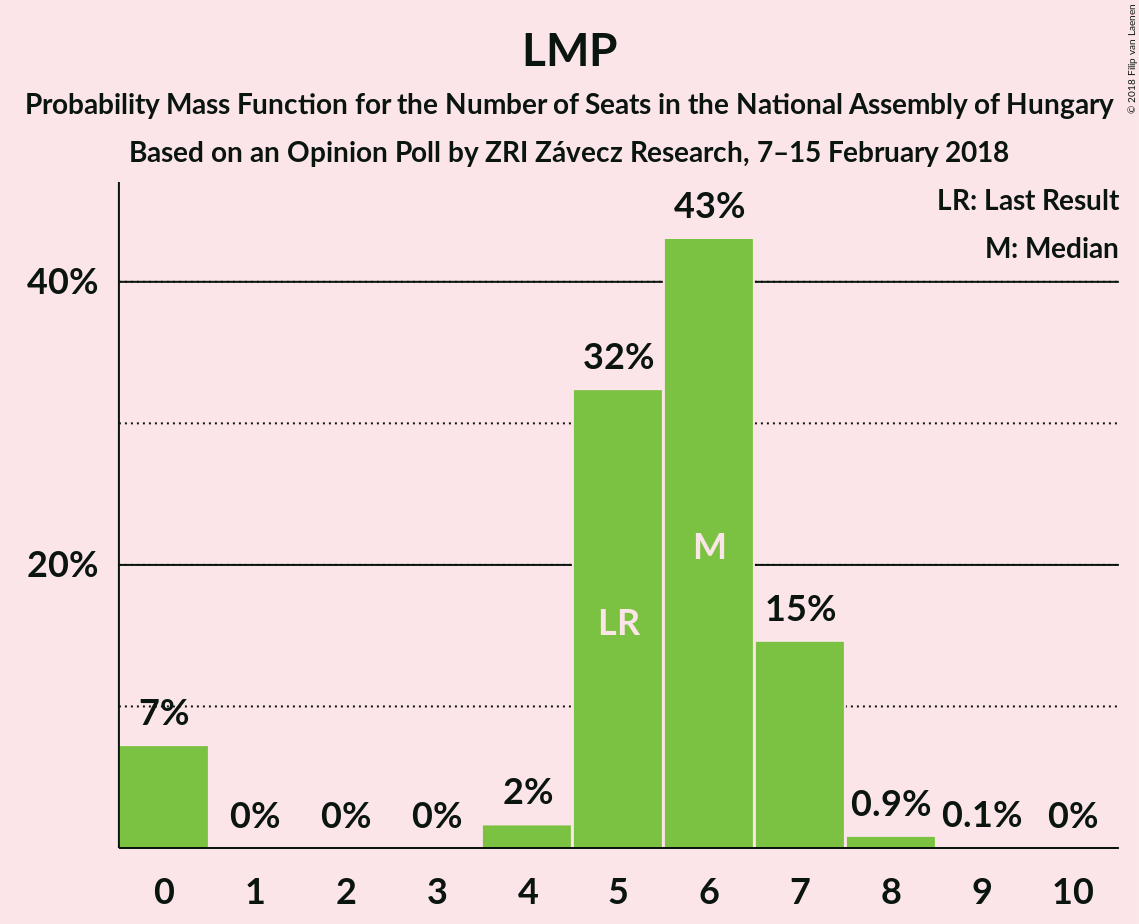 LMP
Probability Mass Function for the Number of Seats in the National Assembly of Hungary
Based on an Opinion Poll by ZRI Závecz Research, 7–15 February 2018
© 2018 Filip van Laenen
LR: Last Result
M: Median
40%
20%
7%
0%
0%
0%
2%
32%
43%
15%
0.9%
0.1%
0%
LR
M
0 1 2 3 4 5 6 7 8 9 10